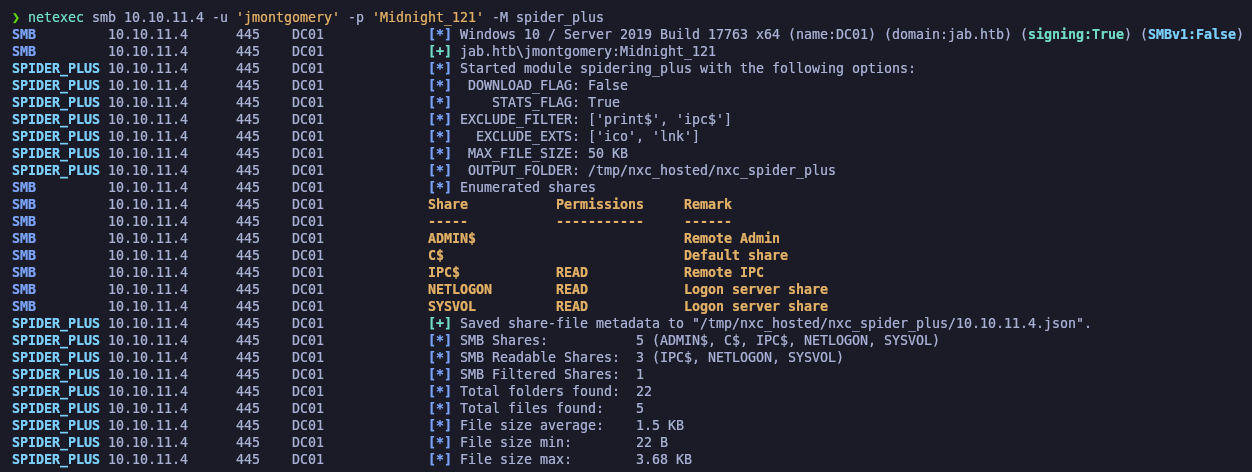 ❯ netexec smb 10.10.11.4 -u 'jmontgomery' -p 'Midnight_121' -M spider_plus
SMB 10.10.11.4 445 DC01 [*] Windows 10 / Server 2019 Build 17763 x64 (name:DC01) (domain:jab.htb) (signing:True) (SMBv1:False)
SMB 10.10.11.4 445 DC01 [+] jab.htb\jmontgomery:Midnight_121
SPIDER_PLUS 10.10.11.4 445 DC01 [*] Started module spidering_plus with the following options:
SPIDER_PLUS 10.10.11.4 445 DC01 [*] DOWNLOAD_FLAG: False
SPIDER_PLUS 10.10.11.4 445 DC01 [*] STATS_FLAG: True
SPIDER_PLUS 10.10.11.4 445 DC01 [*] EXCLUDE_FILTER: ['print$', 'ipc$']
SPIDER_PLUS 10.10.11.4 445 DC01 [*] EXCLUDE_EXTS: ['ico', 'lnk']
SPIDER_PLUS 10.10.11.4 445 DC01 [*] MAX_FILE_SIZE: 50 KB
SPIDER_PLUS 10.10.11.4 445 DC01 [*] OUTPUT_FOLDER: /tmp/nxc_hosted/nxc_spider_plus
SMB 10.10.11.4 445 DC01 [*] Enumerated shares
SMB 10.10.11.4 445 DC01 Share Permissions Remark
SMB 10.10.11.4 445 DC01 ----- ----------- ------
SMB 10.10.11.4 445 DC01 ADMIN$ Remote Admin
SMB 10.10.11.4 445 DC01 C$ Default share
SMB 10.10.11.4 445 DC01 IPC$ READ Remote IPC
SMB 10.10.11.4 445 DC01 NETLOGON READ Logon server share
SMB 10.10.11.4 445 DC01 SYSVOL READ Logon server share
SPIDER_PLUS 10.10.11.4 445 DC01 [+] Saved share-file metadata to "/tmp/nxc_hosted/nxc_spider_plus/10.10.11.4.json".
SPIDER_PLUS 10.10.11.4 445 DC01 [*] SMB Shares: 5 (ADMIN$, C$, IPC$, NETLOGON, SYSVOL)
SPIDER_PLUS 10.10.11.4 445 DC01 [*] SMB Readable Shares: 3 (IPC$, NETLOGON, SYSVOL)
SPIDER_PLUS 10.10.11.4 445 DC01 [*] SMB Filtered Shares: 1
SPIDER_PLUS 10.10.11.4 445 DC01 [*] Total folders found: 22
SPIDER_PLUS 10.10.11.4 445 DC01 [*] Total files found: 5
SPIDER_PLUS 10.10.11.4 445 DC01 [*] File size average: 1.5 KB
SPIDER_PLUS 10.10.11.4 445 DC01 [*] File size min: 22 B
SPIDER_PLUS 10.10.11.4 445 DC01 [*] File size max: 3.68 KB